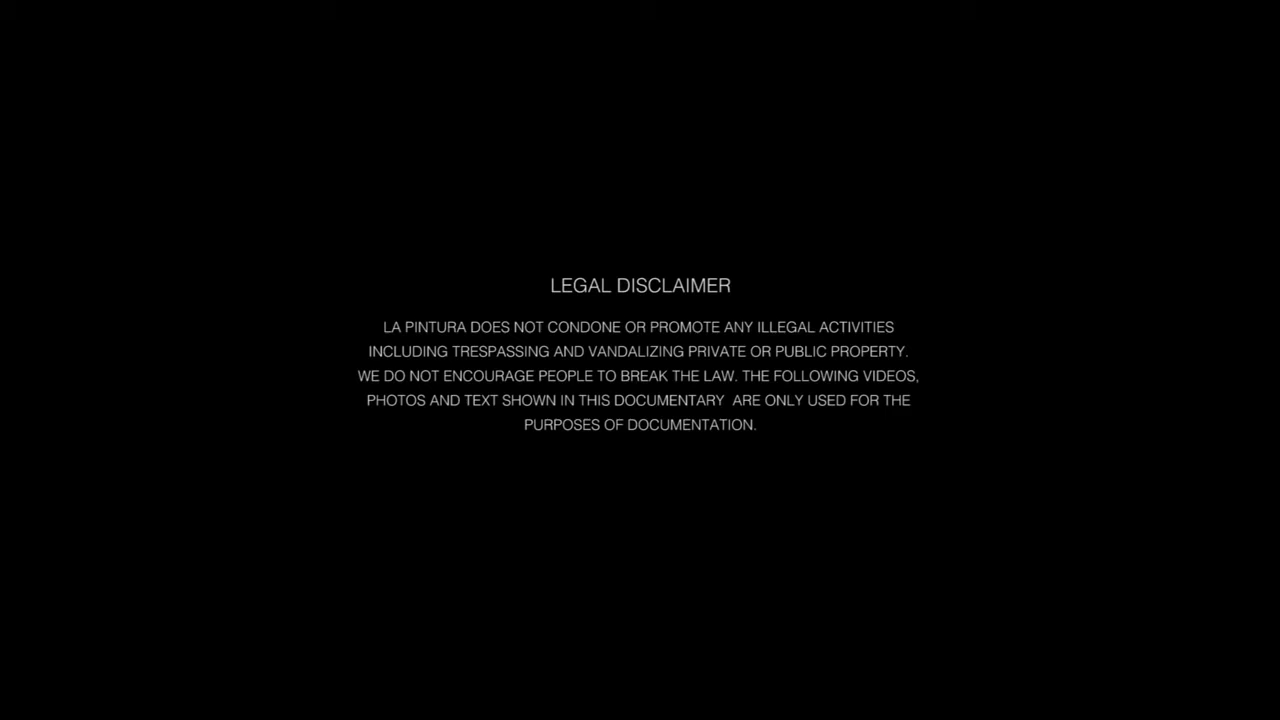 LEGAL DISCLAIMER
LA PINTURA DOES NOT CONDONE OR PROMOTE ANY ILLEGAL ACTIVITIES
INCLUDING TRESPASSING AND VANDALIZING PRIVATE OR PUBLIC PROPERTY.
WE DO NOT ENCOURAGE PEOPLE TO BREAK THE LAW. THE FOLLOWING VIDEOS,
PHOTOS AND TEXT SHOWN IN THIS DOCUMENTARY  ARE ONLY USED FOR THE
PURPOSES OF DOCUMENTATION.